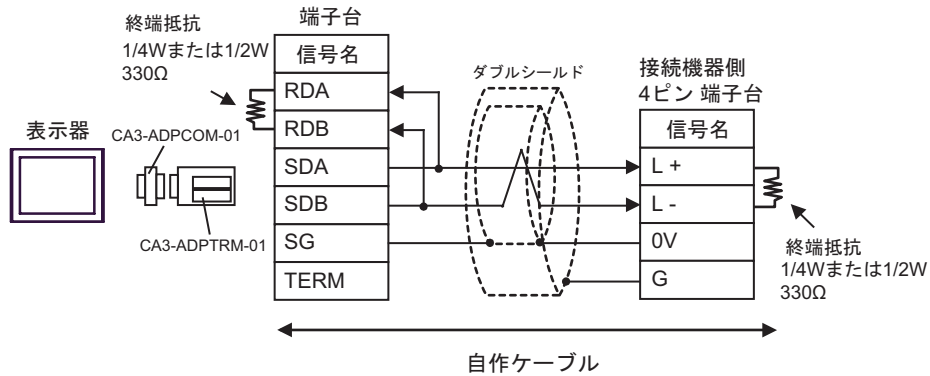 終端抵抗
1/4Wまたは1/2W
330Ω
端子台
信号名
RDA
RDB
SDA
SDB
SG
TERM
表示器
CA3-ADPCOM-01
CA3-ADPTRM-01
ダブルシールド
接続機器側
4ピン 端子台
信号名
L +
L -
0V
G
終端抵抗
1/4Wまたは1/2W
330Ω
自作ケーブル